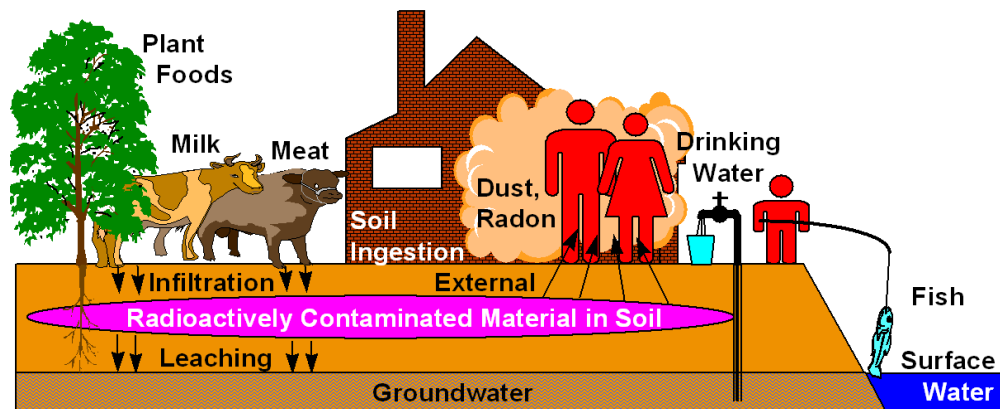 Plant
Foods
Milk
Meat
Dust,
Radon
Drinking
Water
Soil
Ingestion
Infiltration
External
Radioactively Contaminated Material in Soil
Leaching
Groundwater
Fish
Surface
Water